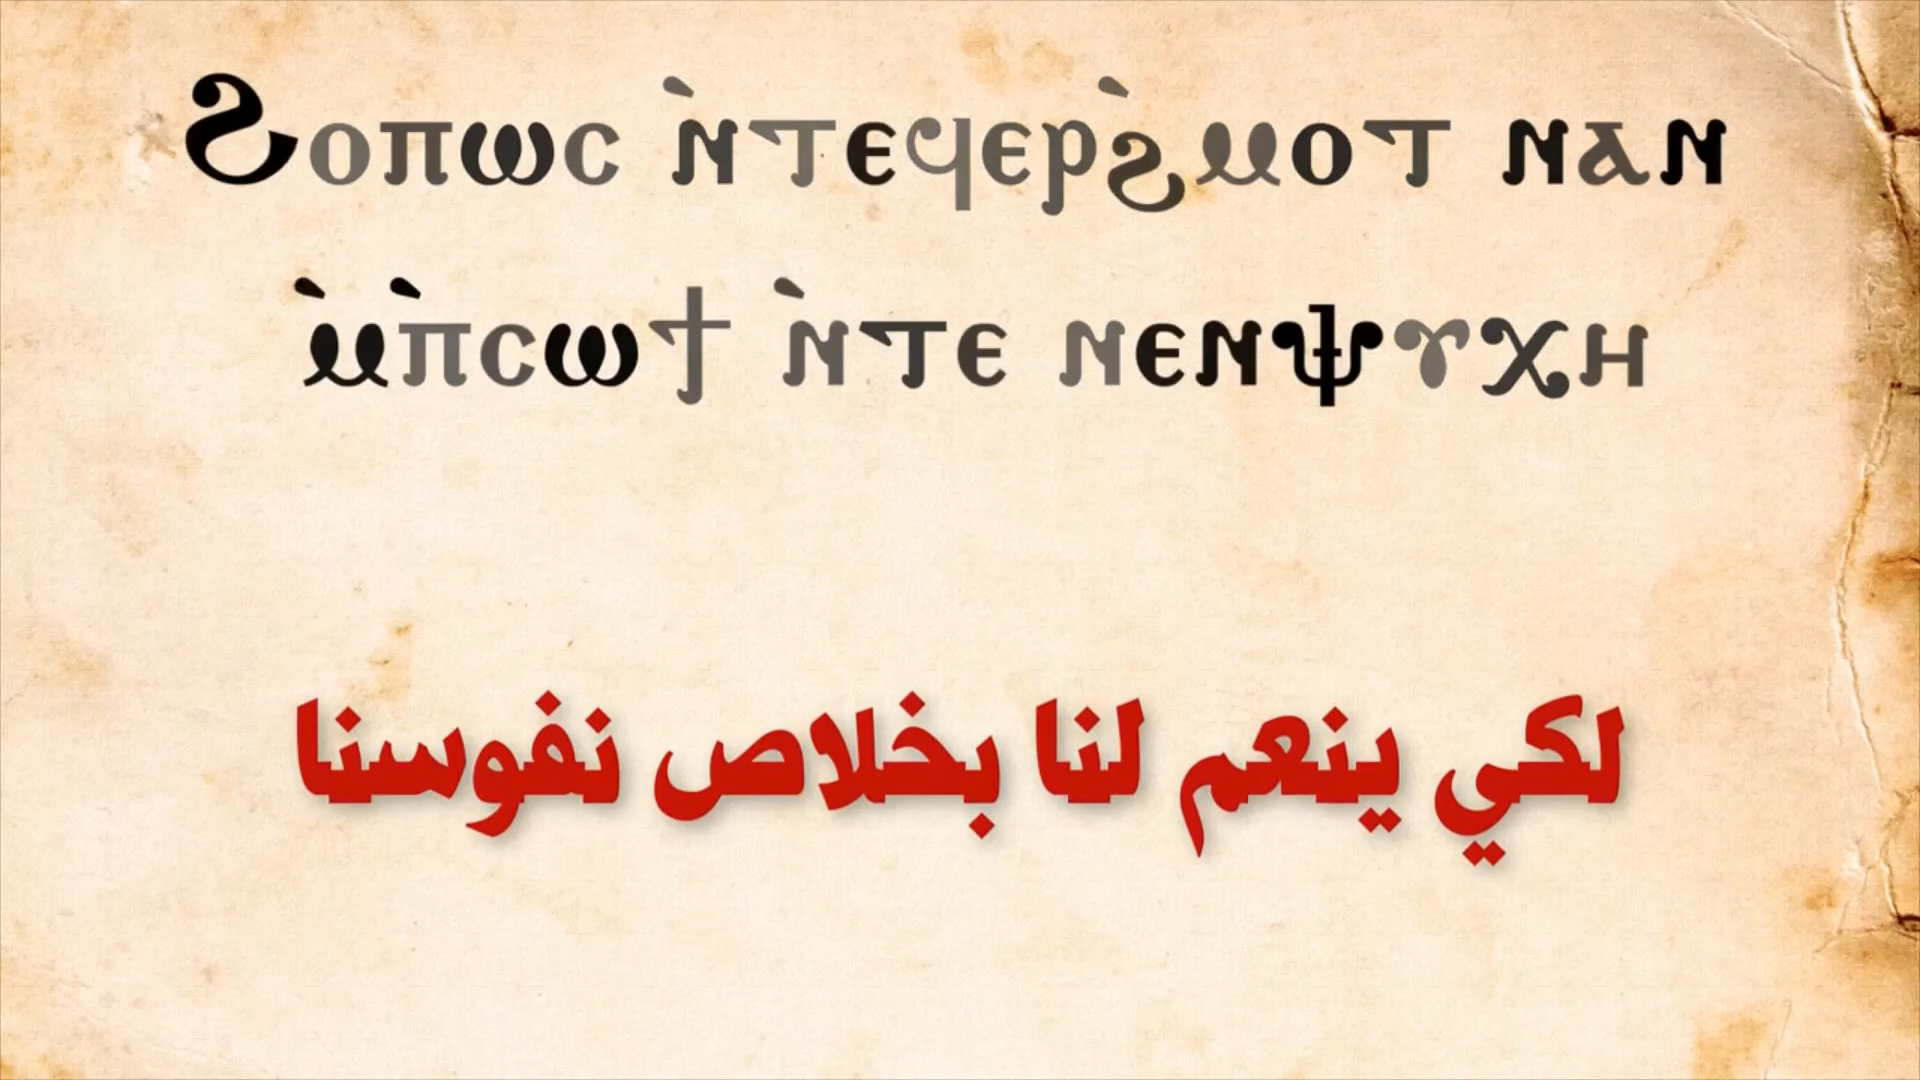 Ϩⲟⲡⲱⲥ ⲛ̀ⲧⲉϥⲉⲣϩ̀ⲙⲟⲧ ⲛⲁⲛ
ⲙ̀ⲡ̀ⲥⲱϯ ⲛ̀ⲧⲉ ⲛⲉⲛⲯⲩⲭⲏ
لكي ينعم لنا بخلاص نفوسنا